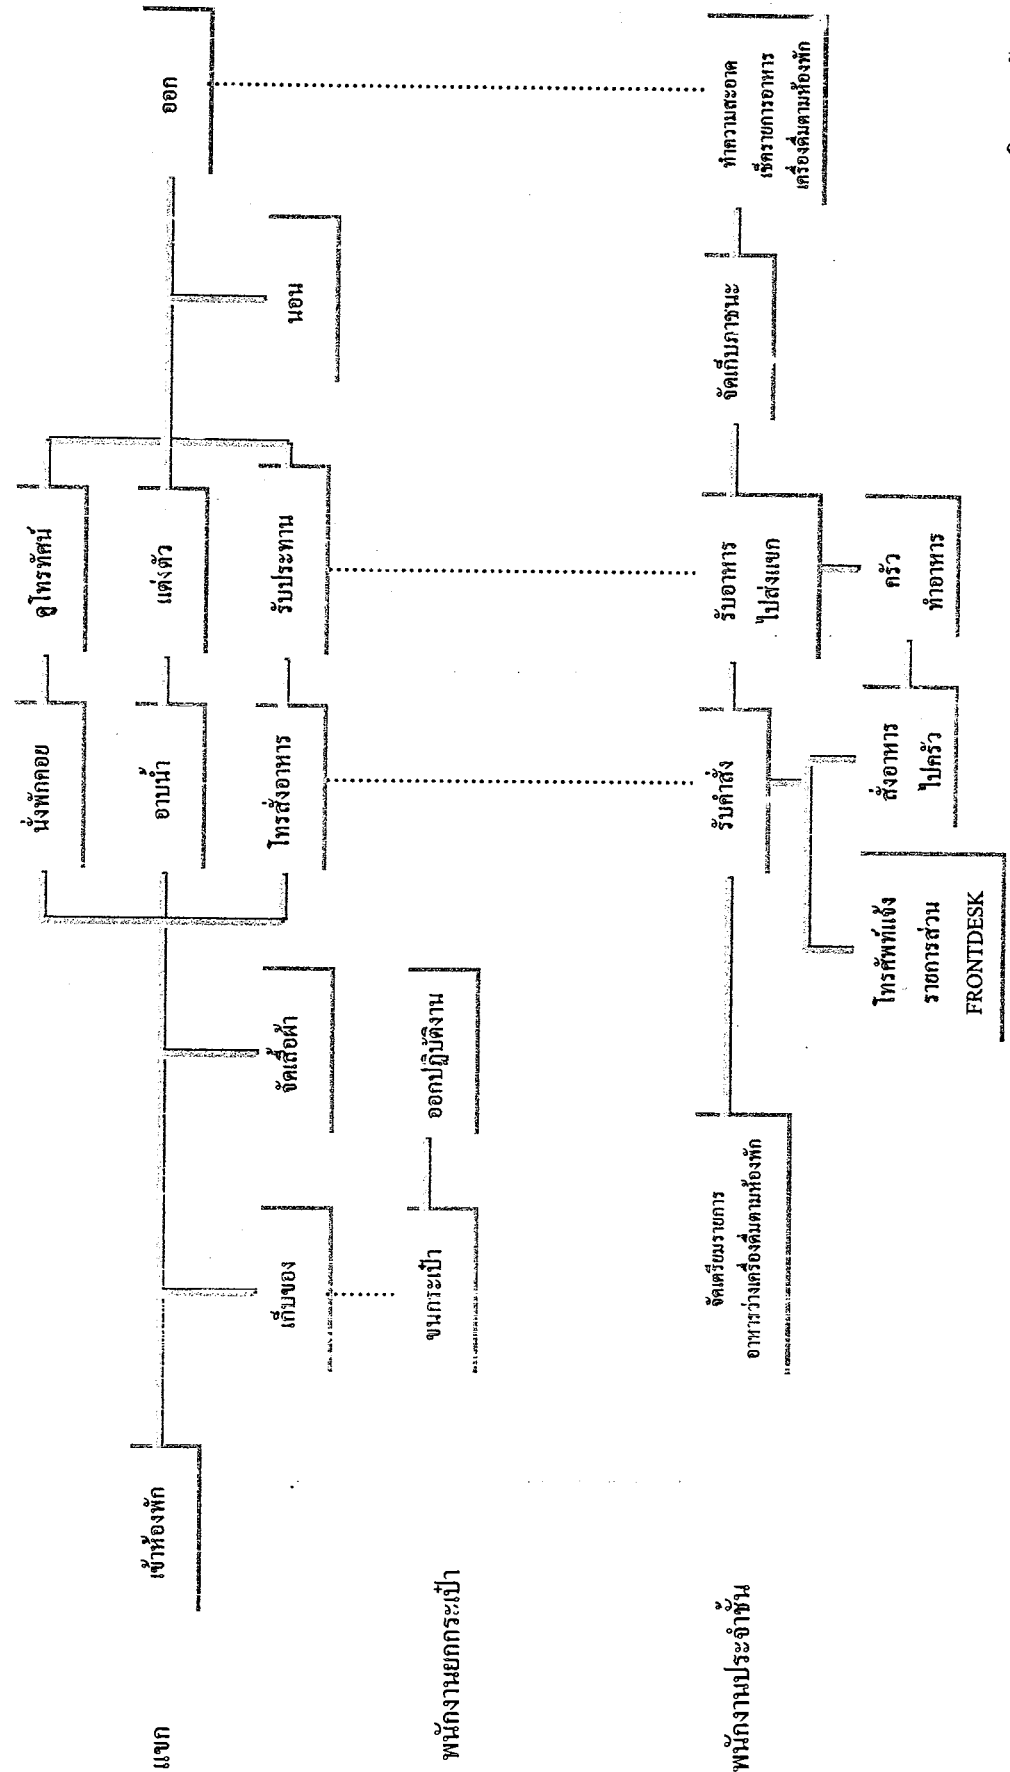 แขก
เข้าห้องพัก
เก็บของ
จัดเสื้อผ้า
นั่งพักคอย
ดูโทรทัศน์
อาบน้ำ
แต่งตัว
โทรสั่งอาหาร
รับประทาน
นอน
ออก
พนักงานยกกระเป๋า
ขนกระเป๋า
ออกปฏิบัติงาน
พนักงานประจำชั้น
จัดเตรียมรายการ
อาหารว่างเครื่องดื่มตามห้องพัก
รับคำสั่ง
โทรศัพท์แจ้ง
รายการส่วน
FRONTDESK
สั่งอาหาร
ไปครัว
ครัว
ทำอาหาร
รับอาหาร
ไปส่งแขก
จัดเก็บภาชนะ
ทำความสะอาด
เช็ครายการอาหาร
เครื่องดื่มตามห้องพัก